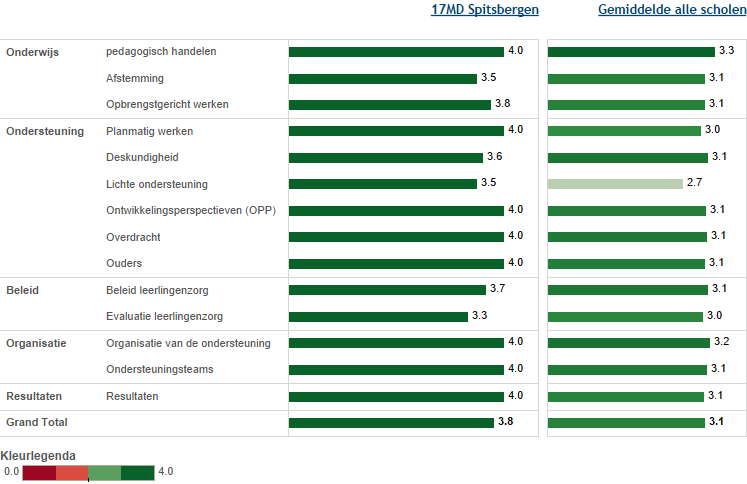 17MD Spitsbergen Gemiddelde alle scholen
Onderwijs pedagogisch handelen 4.0 3.3
Afstemming 3.5 3.1
Opbrengstgericht werken 3.8 3.1
Ondersteuning Planmatig werken 4.0 3.0
Deskundigheid 3.6 3.1
Lichte ondersteuning 3.5 2.7
Ontwikkelingsperspectieven (OPP) 4.0 3.1
Overdracht 4.0 3.1
Ouders 4.0 3.1
Beleid Beleid leerlingenzorg 3.7 3.1
Evaluatie leerlingenzorg 3.3 3.0
Organisatie Organisatie van de ondersteuning 4.0 3.2
Ondersteuningsteams 4.0 3.1
Resultaten Resultaten 4.0 3.1
Grand Total 3.8 3.1
Kleurlegenda
0.0 4.0